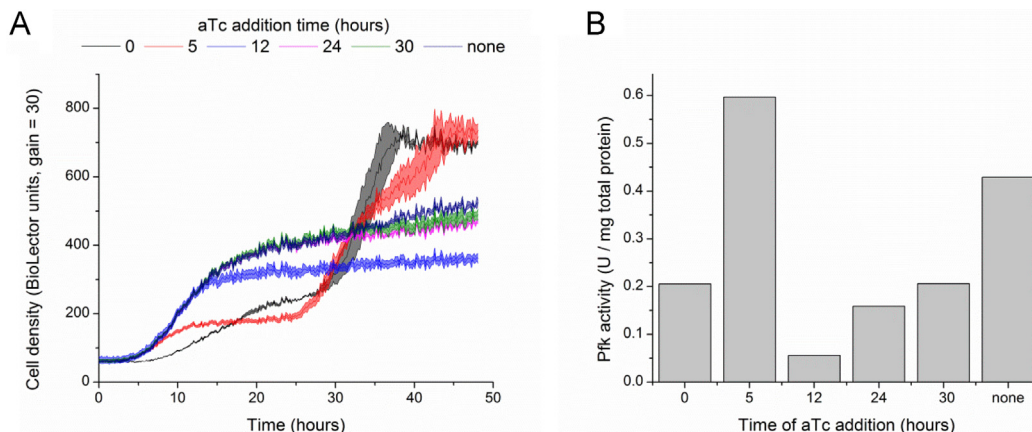 A
aTc addition time (hours)
0 5 12 24 30 none
Cell density (BioLector units, gain = 30)
800
600
400
200
0
0 10 20 30 40 50
Time (hours)
B
Pfk activity (U / mg total protein)
0.6
0.5
0.4
0.3
0.2
0.1
0.0
0 5 12 24 30 none
Time of aTc addition (hours)